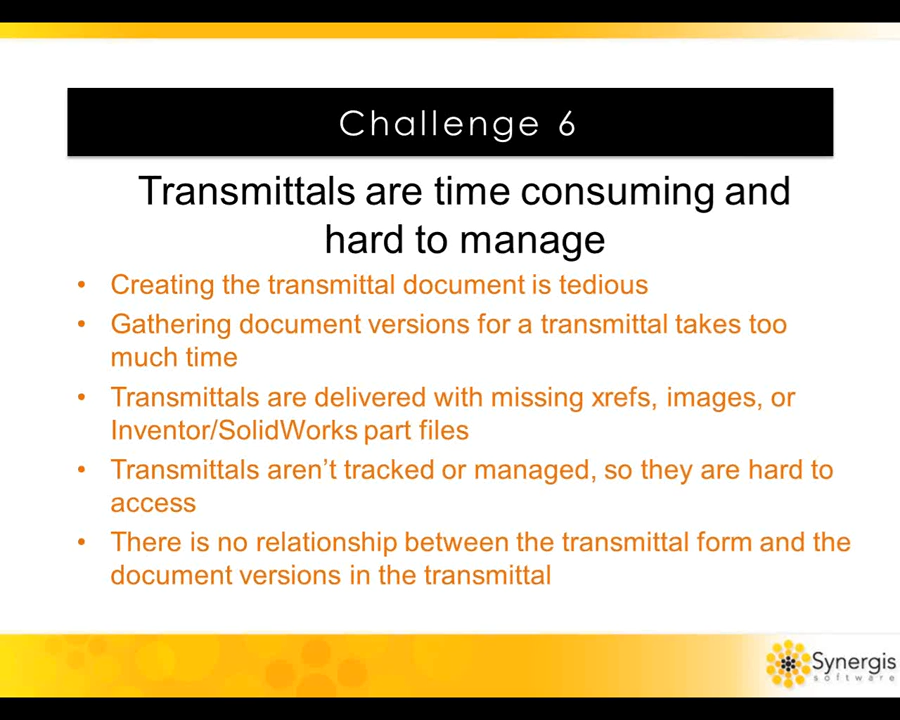 Challenge 6
Transmittals are time consuming and
hard to manage
• Creating the transmittal document is tedious
• Gathering document versions for a transmittal takes too
much time
• Transmittals are delivered with missing xrefs, images, or
Inventor/SolidWorks part files
• Transmittals aren’t tracked or managed, so they are hard to
access
• There is no relationship between the transmittal form and the
document versions in the transmittal
Synergis
software